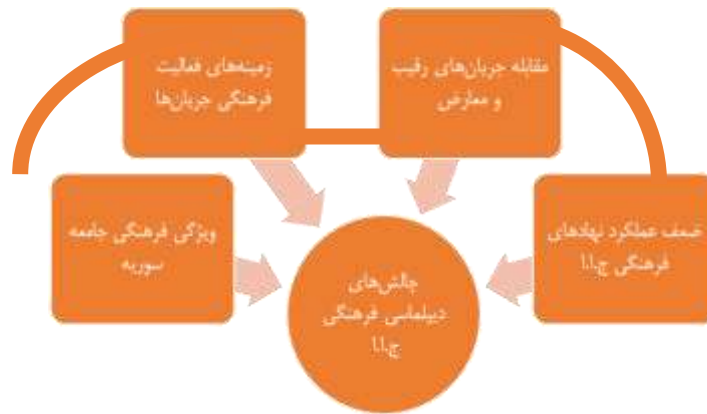 مقابله جریان‌های رقیب
و معارض
زمینه‌های فعالیت
فرهنگی جریان‌ها
ضعف عملکرد نهادهای
فرهنگی ج.ا.ا
ویژگی فرهنگی جامعه
سوریه
چالش‌های
دیپلماسی فرهنگی
ج.ا.ا